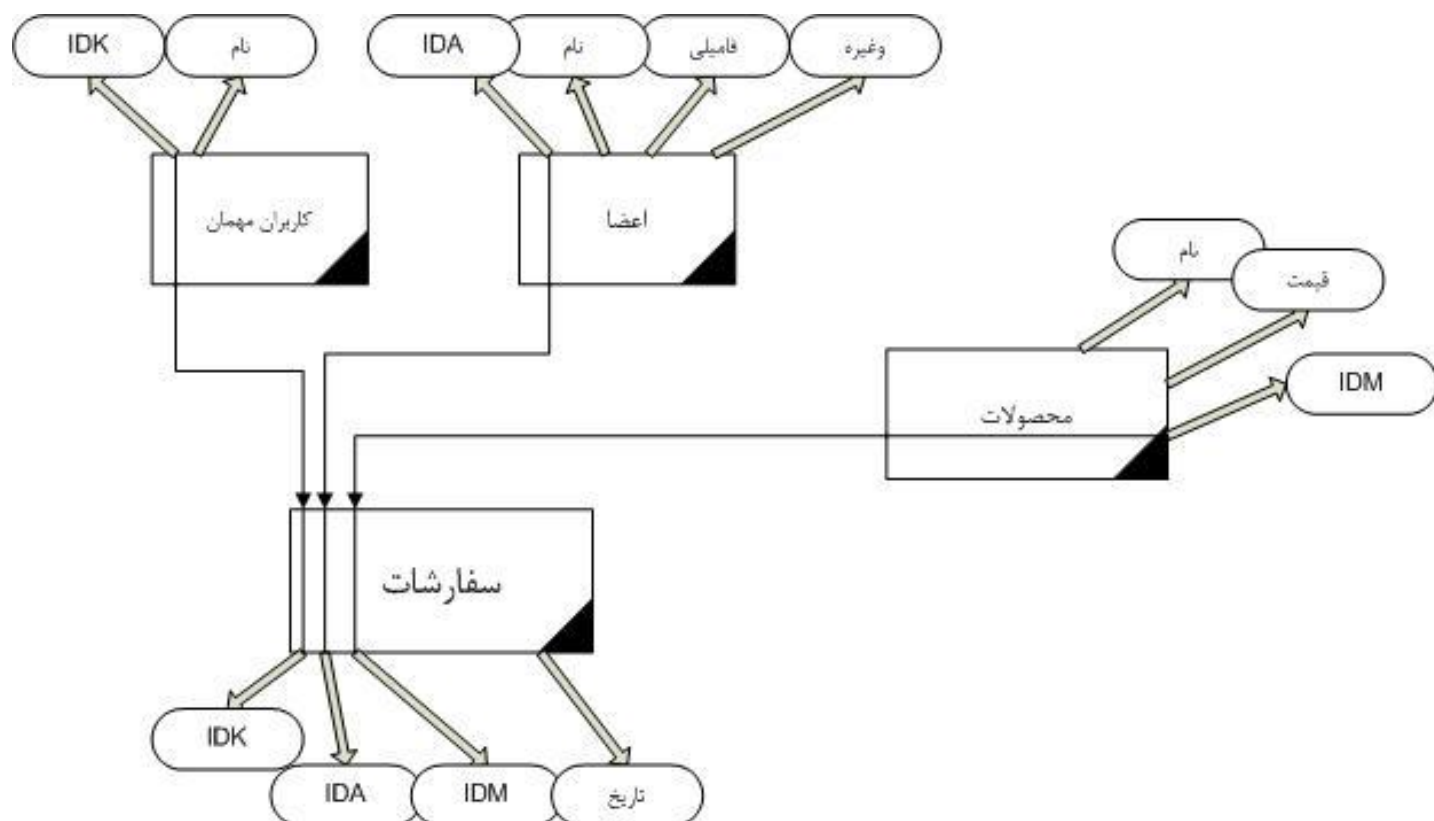 IDK
نام
IDA
نام
فامیلی
وغیره
کاربران مهمان
اعضا
نام
قیمت
IDM
محصولات
سفارشات
IDK
IDA
IDM
تاریخ